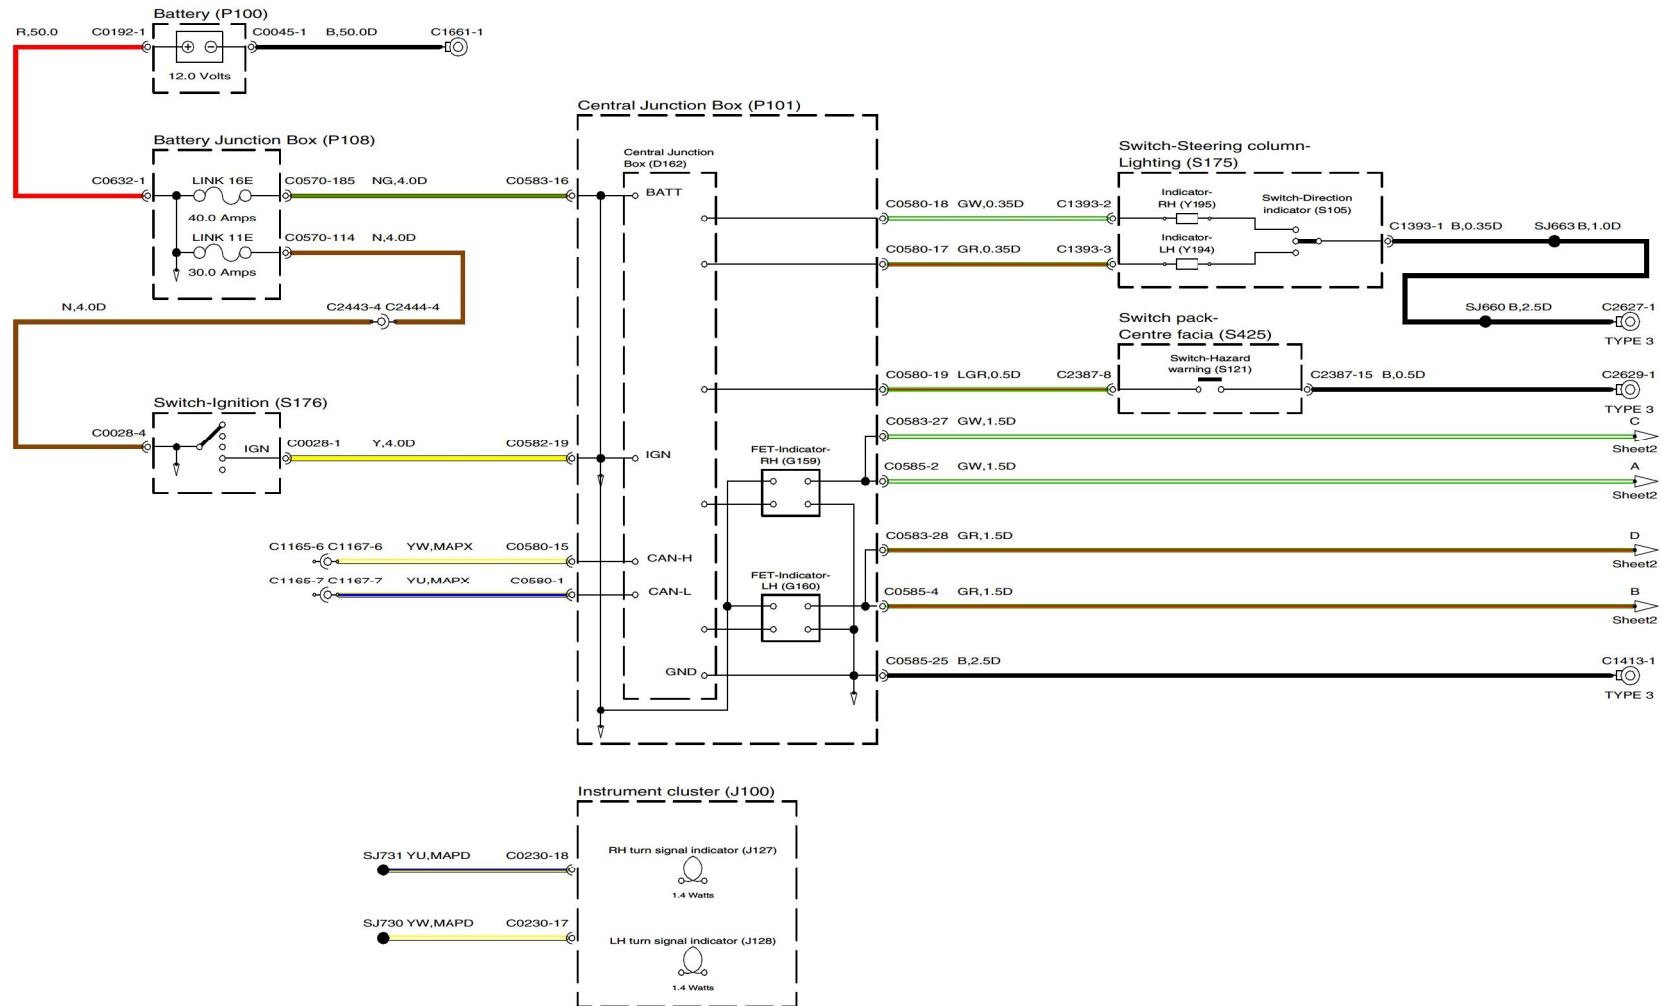 Battery (P100)
R,50.0 C0192-1 C0045-1 B,50.0D C1661-1
12.0 Volts
Battery Junction Box (P108)
C0632-1 LINK 16E C0570-185 NG,4.0D C0583-16
40.0 Amps
LINK 11E C0570-114 N,4.0D
30.0 Amps
N,4.0D C2443-4 C2444-4
Switch-Ignition (S176)
C0028-4 IGN C0028-1 Y,4.0D C0582-19
C1165-6 C1167-6 YW,MAPX C0580-15
C1165-7 C1167-7 YU,MAPX C0580-1
Central Junction Box (P101)
Central Junction
Box (D162)
BATT
IGN
CAN-H
CAN-L
GND
FET-Indicator-
RH (G159)
FET-Indicator-
LH (G160)
C0580-18 GW,0.35D C1393-2
C0580-17 GR,0.35D C1393-3
Switch-Steering column-
Lighting (S175)
Indicator-
RH (Y195)
Indicator-
LH (Y194)
Switch-Direction
indicator (S105)
C1393-1 B,0.35D SJ663 B,1.0D
SJ660 B,2.5D C2627-1
TYPE 3
Switch pack-
Centre facia (S425)
Switch-Hazard
warning (S121)
C0580-19 LGR,0.5D C2387-8 C2387-15 B,0.5D C2629-1
TYPE 3
C0583-27 GW,1.5D C
Sheet2
C0585-2 GW,1.5D A
Sheet2
C0583-28 GR,1.5D D
Sheet2
C0585-4 GR,1.5D B
Sheet2
C0585-25 B,2.5D C1413-1
TYPE 3
Instrument cluster (J100)
SJ731 YU,MAPD C0230-18
RH turn signal indicator (J127)
1.4 Watts
SJ730 YW,MAPD C0230-17
LH turn signal indicator (J128)
1.4 Watts